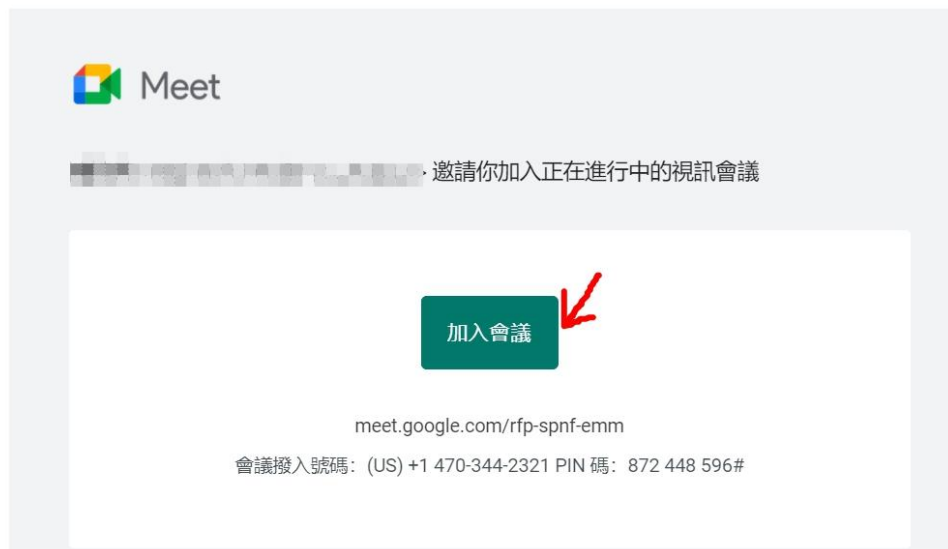 Meet
邀請你加入正在進行中的視訊會議
加入會議
meet.google.com/rfp-spnf-emm
會議撥入號碼：(US) +1 470-344-2321 PIN 碼：872 448 596#